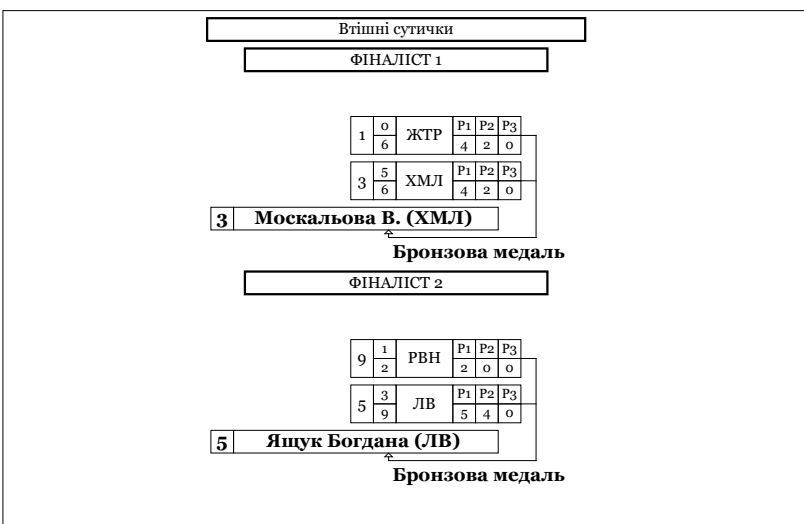 Втішні сутички
ФІНАЛІСТ 1
1 0 ЖТР Р1 Р2 Р3
6 4 2 0
3 5 ХМЛ Р1 Р2 Р3
6 4 2 0
3 Москальова В. (ХМЛ)
Бронзова медаль
ФІНАЛІСТ 2
9 1 РВН Р1 Р2 Р3
2 2 0 0
5 3 ЛВ Р1 Р2 Р3
9 5 4 0
5 Ящук Богдана (ЛВ)
Бронзова медаль